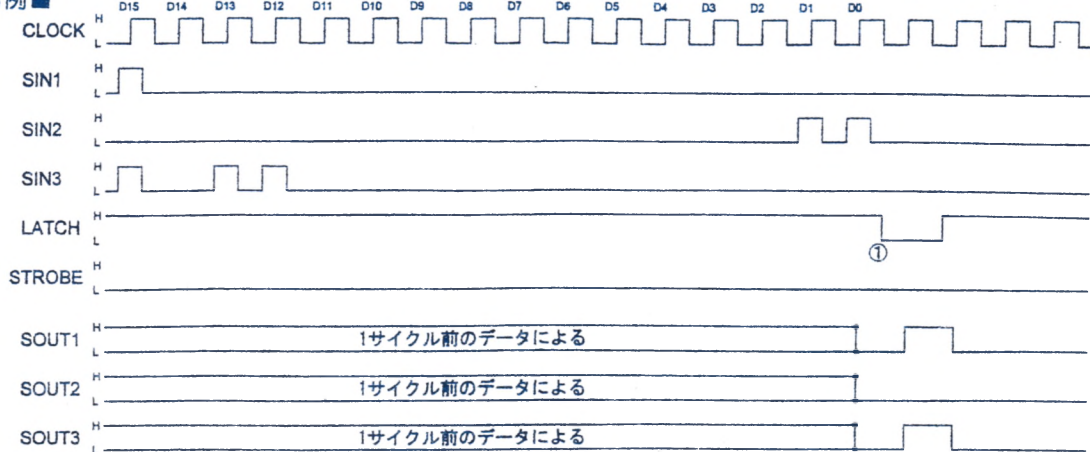 例■
D15 D14 D13 D12 D11 D10 D9 D8 D7 D6 D5 D4 D3 D2 D1 D0
CLOCK H L
SIN1 H L
SIN2 H L
SIN3 H L
LATCH H L
①
STROBE H L
SOUT1 H L 1サイクル前のデータによる
SOUT2 H L 1サイクル前のデータによる
SOUT3 H L 1サイクル前のデータによる